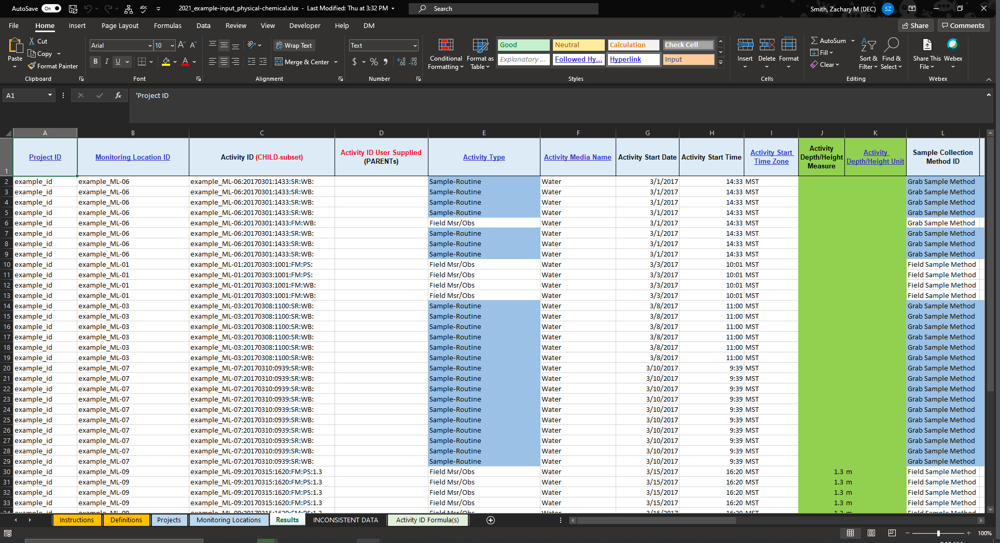 AutoSave On abc 2021_example-input_physical-chemical.xlsx - Last Modified: Thu at 3:32 PM Search Smith, Zachary M (DEC) SZ
File Home Insert Page Layout Formulas Data Review View Developer Help DM Share Comments
Paste Cut Copy Format Painter
Arial 10 A A
B I U A
ab Wrap Text
Merge & Center
Text
$ % 9 .00 .00
Conditional Formatting Format as Table
Good Neutral Calculation Check Cell
Explanatory ... Followed Hy... Hyperlink Input
Insert Delete Format
AutoSum Fill Clear Sort & Filter Find & Select
Share This File Webex
Clipboard Font Alignment Number Styles Cells Editing Webex
A1 fx 'Project ID
A B C D E F G H I J K L
1 Project ID Monitoring Location ID Activity ID (CHILD-subset) Activity ID User Supplied (PARENTs) Activity Type Activity Media Name Activity Start Date Activity Start Time Activity Start Time Zone Activity Depth/Height Measure Activity Depth/Height Unit Sample Collection Method ID
2 example_id example_ML-06 example_ML-06:20170301:1433:SR:WB: Sample-Routine Water 3/1/2017 14:33 MST Grab Sample Method
3 example_id example_ML-06 example_ML-06:20170301:1433:SR:WB: Sample-Routine Water 3/1/2017 14:33 MST Grab Sample Method
4 example_id example_ML-06 example_ML-06:20170301:1433:SR:WB: Sample-Routine Water 3/1/2017 14:33 MST Grab Sample Method
5 example_id example_ML-06 example_ML-06:20170301:1433:SR:WB: Sample-Routine Water 3/1/2017 14:33 MST Grab Sample Method
6 example_id example_ML-06 example_ML-06:20170301:1433:FM:WB: Field Msr/Obs Water 3/1/2017 14:33 MST Grab Sample Method
7 example_id example_ML-06 example_ML-06:20170301:1433:SR:WB: Sample-Routine Water 3/1/2017 14:33 MST Grab Sample Method
8 example_id example_ML-06 example_ML-06:20170301:1433:SR:WB: Sample-Routine Water 3/1/2017 14:33 MST Grab Sample Method
9 example_id example_ML-06 example_ML-06:20170301:1433:SR:WB: Sample-Routine Water 3/1/2017 14:33 MST Grab Sample Method
10 example_id example_ML-01 example_ML-01:20170303:1001:FM:PS: Field Msr/Obs Water 3/3/2017 10:01 MST Field Sample Method
11 example_id example_ML-01 example_ML-01:20170303:1001:FM:PS: Field Msr/Obs Water 3/3/2017 10:01 MST Field Sample Method
12 example_id example_ML-01 example_ML-01:20170303:1001:FM:WB: Field Msr/Obs Water 3/3/2017 10:01 MST Field Sample Method
13 example_id example_ML-01 example_ML-01:20170303:1001:FM:WB: Field Msr/Obs Water 3/3/2017 10:01 MST Field Sample Method
14 example_id example_ML-03 example_ML-03:20170308:1100:SR:WB: Sample-Routine Water 3/8/2017 11:00 MST Grab Sample Method
15 example_id example_ML-03 example_ML-03:20170308:1100:SR:WB: Sample-Routine Water 3/8/2017 11:00 MST Grab Sample Method
16 example_id example_ML-03 example_ML-03:20170308:1100:SR:WB: Sample-Routine Water 3/8/2017 11:00 MST Grab Sample Method
17 example_id example_ML-03 example_ML-03:20170308:1100:SR:WB: Sample-Routine Water 3/8/2017 11:00 MST Grab Sample Method
18 example_id example_ML-03 example_ML-03:20170308:1100:SR:WB: Sample-Routine Water 3/8/2017 11:00 MST Grab Sample Method
19 example_id example_ML-03 example_ML-03:20170308:1100:SR:WB: Sample-Routine Water 3/8/2017 11:00 MST Grab Sample Method
20 example_id example_ML-07 example_ML-07:20170310:0939:SR:WB: Sample-Routine Water 3/10/2017 9:39 MST Grab Sample Method
21 example_id example_ML-07 example_ML-07:20170310:0939:SR:WB: Sample-Routine Water 3/10/2017 9:39 MST Grab Sample Method
22 example_id example_ML-07 example_ML-07:20170310:0939:SR:WB: Sample-Routine Water 3/10/2017 9:39 MST Grab Sample Method
23 example_id example_ML-07 example_ML-07:20170310:0939:SR:WB: Sample-Routine Water 3/10/2017 9:39 MST Grab Sample Method
24 example_id example_ML-07 example_ML-07:20170310:0939:SR:WB: Sample-Routine Water 3/10/2017 9:39 MST Grab Sample Method
25 example_id example_ML-07 example_ML-07:20170310:0939:SR:WB: Sample-Routine Water 3/10/2017 9:39 MST Grab Sample Method
26 example_id example_ML-07 example_ML-07:20170310:0939:SR:WB: Sample-Routine Water 3/10/2017 9:39 MST Grab Sample Method
27 example_id example_ML-07 example_ML-07:20170310:0939:SR:WB: Sample-Routine Water 3/10/2017 9:39 MST Grab Sample Method
28 example_id example_ML-07 example_ML-07:20170310:0939:SR:WB: Sample-Routine Water 3/10/2017 9:39 MST Grab Sample Method
29 example_id example_ML-07 example_ML-07:20170310:0939:SR:WB: Sample-Routine Water 3/10/2017 9:39 MST Grab Sample Method
30 example_id example_ML-09 example_ML-09:20170315:1620:FM:PS:1.3 Field Msr/Obs Water 3/15/2017 16:20 MST 1.3 m Field Sample Method
31 example_id example_ML-09 example_ML-09:20170315:1620:FM:PS:1.3 Field Msr/Obs Water 3/15/2017 16:20 MST 1.3 m Field Sample Method
32 example_id example_ML-09 example_ML-09:20170315:1620:FM:PS:1.3 Field Msr/Obs Water 3/15/2017 16:20 MST 1.3 m Field Sample Method
33 example_id example_ML-09 example_ML-09:20170315:1620:FM:PS:1.3 Field Msr/Obs Water 3/15/2017 16:20 MST 1.3 m Field Sample Method
Instructions Definitions Projects Monitoring Locations Results INCONSISTENT DATA Activity ID Formula(s)
100%